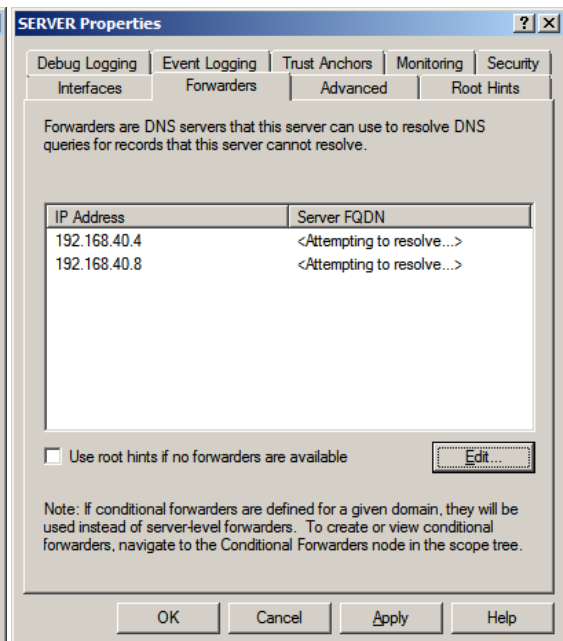 SERVER Properties
Debug Logging Event Logging Trust Anchors Monitoring Security
Interfaces Forwarders Advanced Root Hints
Forwarders are DNS servers that this server can use to resolve DNS
queries for records that this server cannot resolve.
IP Address Server FQDN
192.168.40.4 <Attempting to resolve...>
192.168.40.8 <Attempting to resolve...>
Use root hints if no forwarders are available Edit...
Note: If conditional forwarders are defined for a given domain, they will be
used instead of server-level forwarders. To create or view conditional
forwarders, navigate to the Conditional Forwarders node in the scope tree.
OK Cancel Apply Help